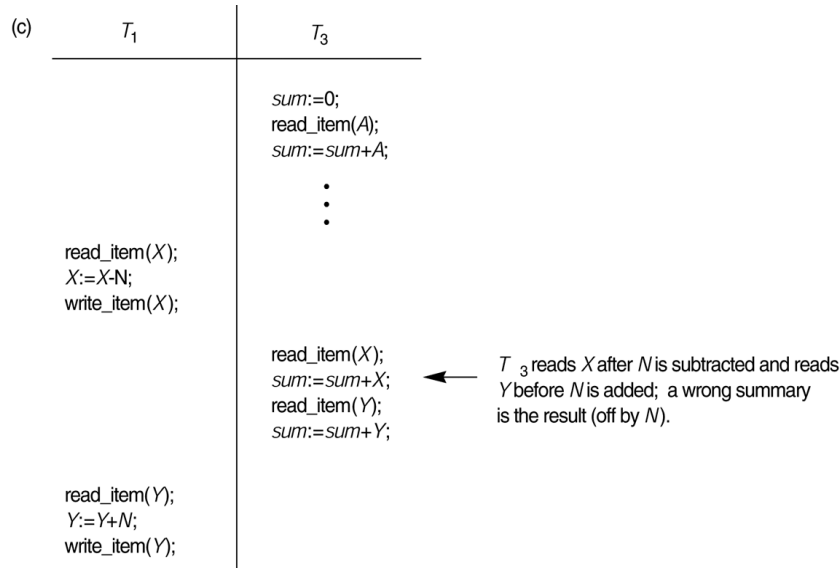 (c)
T1
T3
sum:=0;
read_item(A);
sum:=sum+A;
read_item(X);
X:=X-N;
write_item(X);
read_item(X);
sum:=sum+X;
read_item(Y);
sum:=sum+Y;
T 3 reads X after N is subtracted and reads
Y before N is added; a wrong summary
is the result (off by N).
read_item(Y);
Y:=Y+N;
write_item(Y);